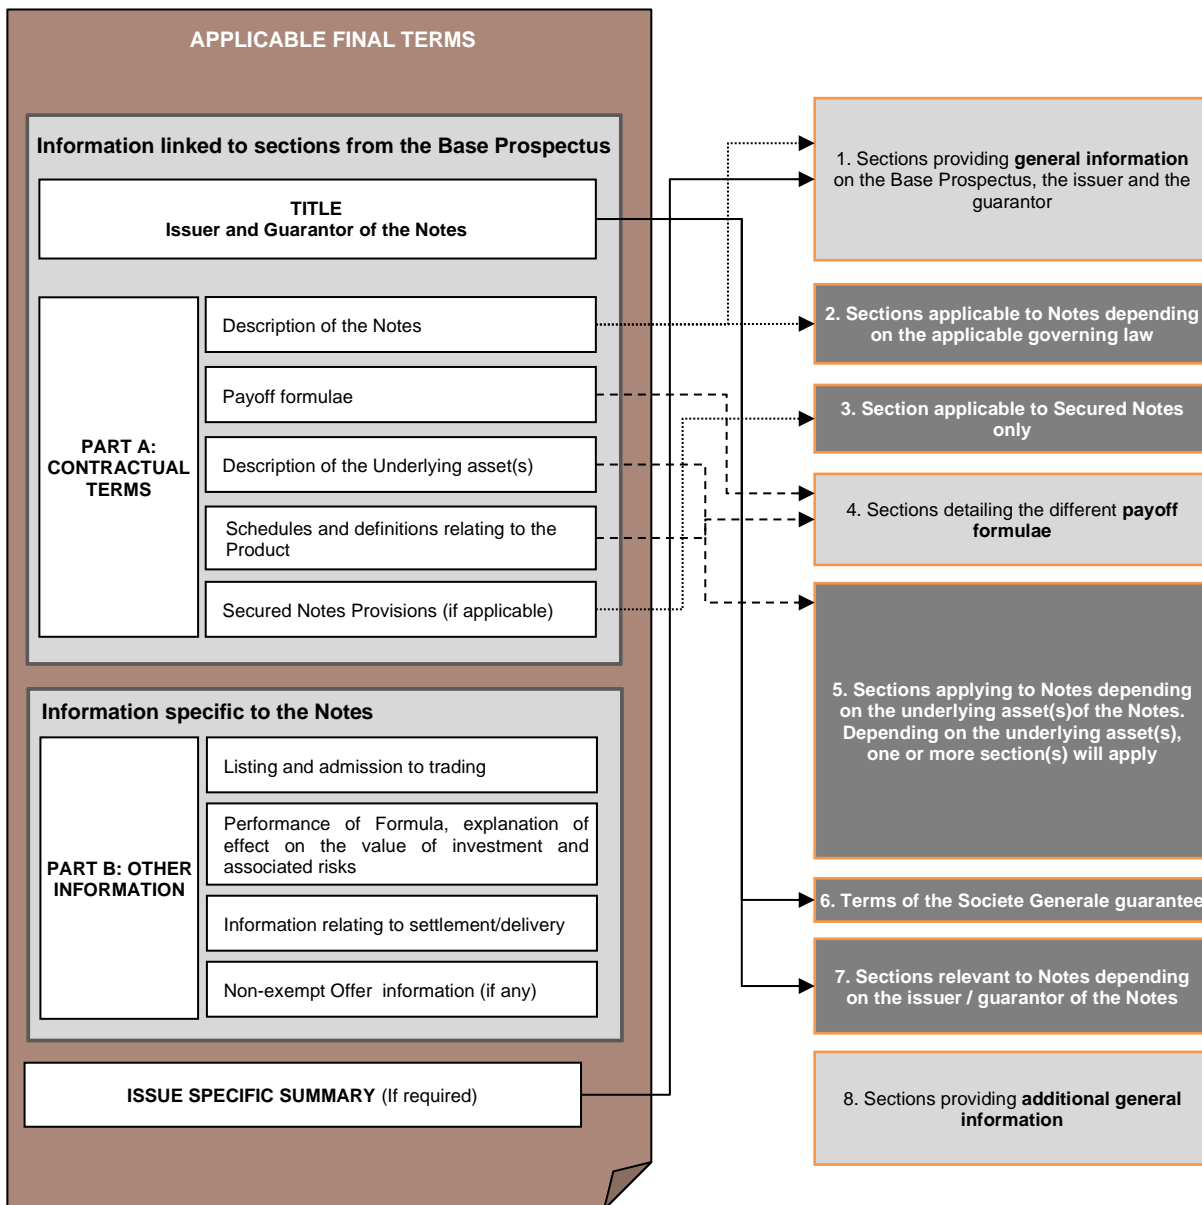 APPLICABLE FINAL TERMS
Information linked to sections from the Base Prospectus
TITLE
Issuer and Guarantor of the Notes
PART A:
CONTRACTUAL
TERMS
Description of the Notes
Payoff formulae
Description of the Underlying asset(s)
Schedules and definitions relating to the
Product
Secured Notes Provisions (if applicable)
Information specific to the Notes
PART B: OTHER
INFORMATION
Listing and admission to trading
Performance of Formula, explanation of
effect on the value of investment and
associated risks
Information relating to settlement/delivery
Non-exempt Offer information (if any)
ISSUE SPECIFIC SUMMARY (If required)
1. Sections providing general information
on the Base Prospectus, the issuer and the
guarantor
2. Sections applicable to Notes depending
on the applicable governing law
3. Section applicable to Secured Notes
only
4. Sections detailing the different payoff
formulae
5. Sections applying to Notes depending
on the underlying asset(s)of the Notes.
Depending on the underlying asset(s),
one or more section(s) will apply
6. Terms of the Societe Generale guarantee
7. Sections relevant to Notes depending
on the issuer / guarantor of the Notes
8. Sections providing additional general
information